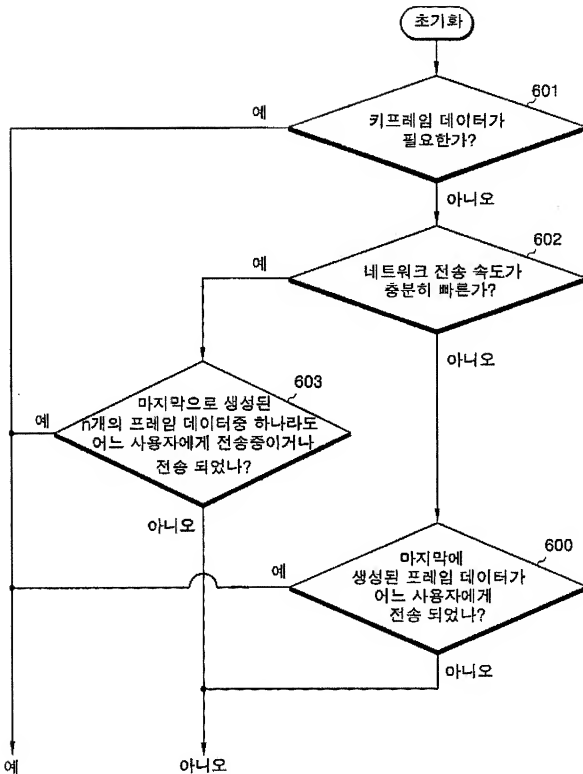 초기화
601
예
키프레임 데이터가
필요한가?
아니오
602
예
네트워크 전송 속도가
충분히 빠른가?
아니오
603
마지막으로 생성된
예
n개의 프레임 데이터중 하나라도
어느 사용자에게 전송중이거나
전송 되었나?
아니오
600
마지막에
예
생성된 프레임 데이터가
어느 사용자에게
전송 되었나?
아니오
예
아니오